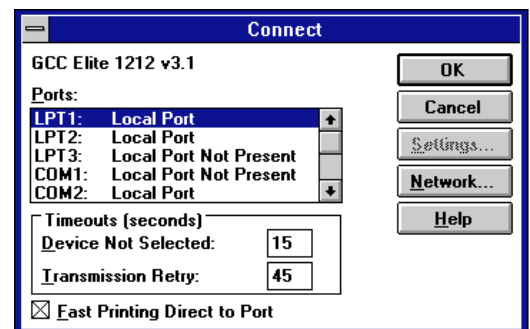 Connect
GCC Elite 1212 v3.1
OK
Ports:
Cancel
LPT1: Local Port
LPT2: Local Port
LPT3: Local Port Not Present
COM1: Local Port Not Present
COM2: Local Port
Settings...
Network...
Help
Timeouts (seconds)
Device Not Selected: 15
Transmission Retry: 45
Fast Printing Direct to Port